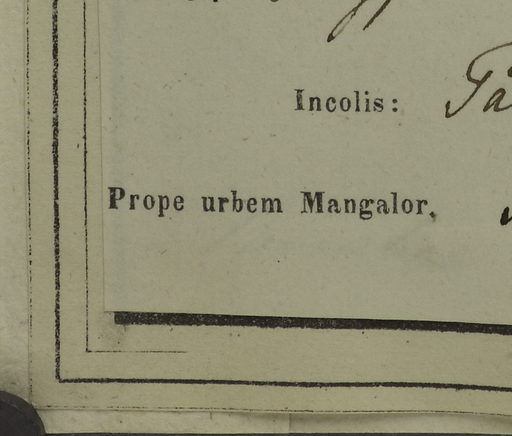 Incolis:
Prope urbem Mangalor.